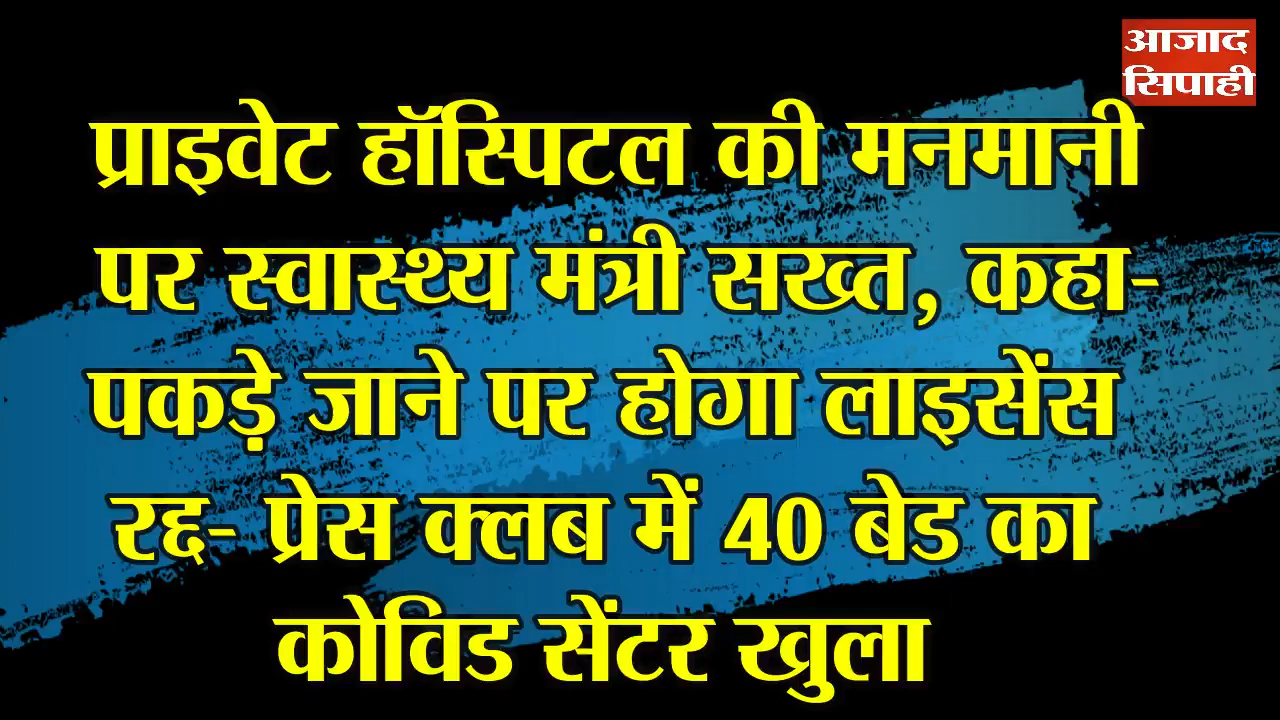 आजाद
सिपाही
प्राइवेट हॉस्पिटल की मनमानी
पर स्वास्थ्य मंत्री सख्त, कहा-
पकड़े जाने पर होगा लाइसेंस
रद्द- प्रेस क्लब में 40 बेड का
कोविड सेंटर खुला